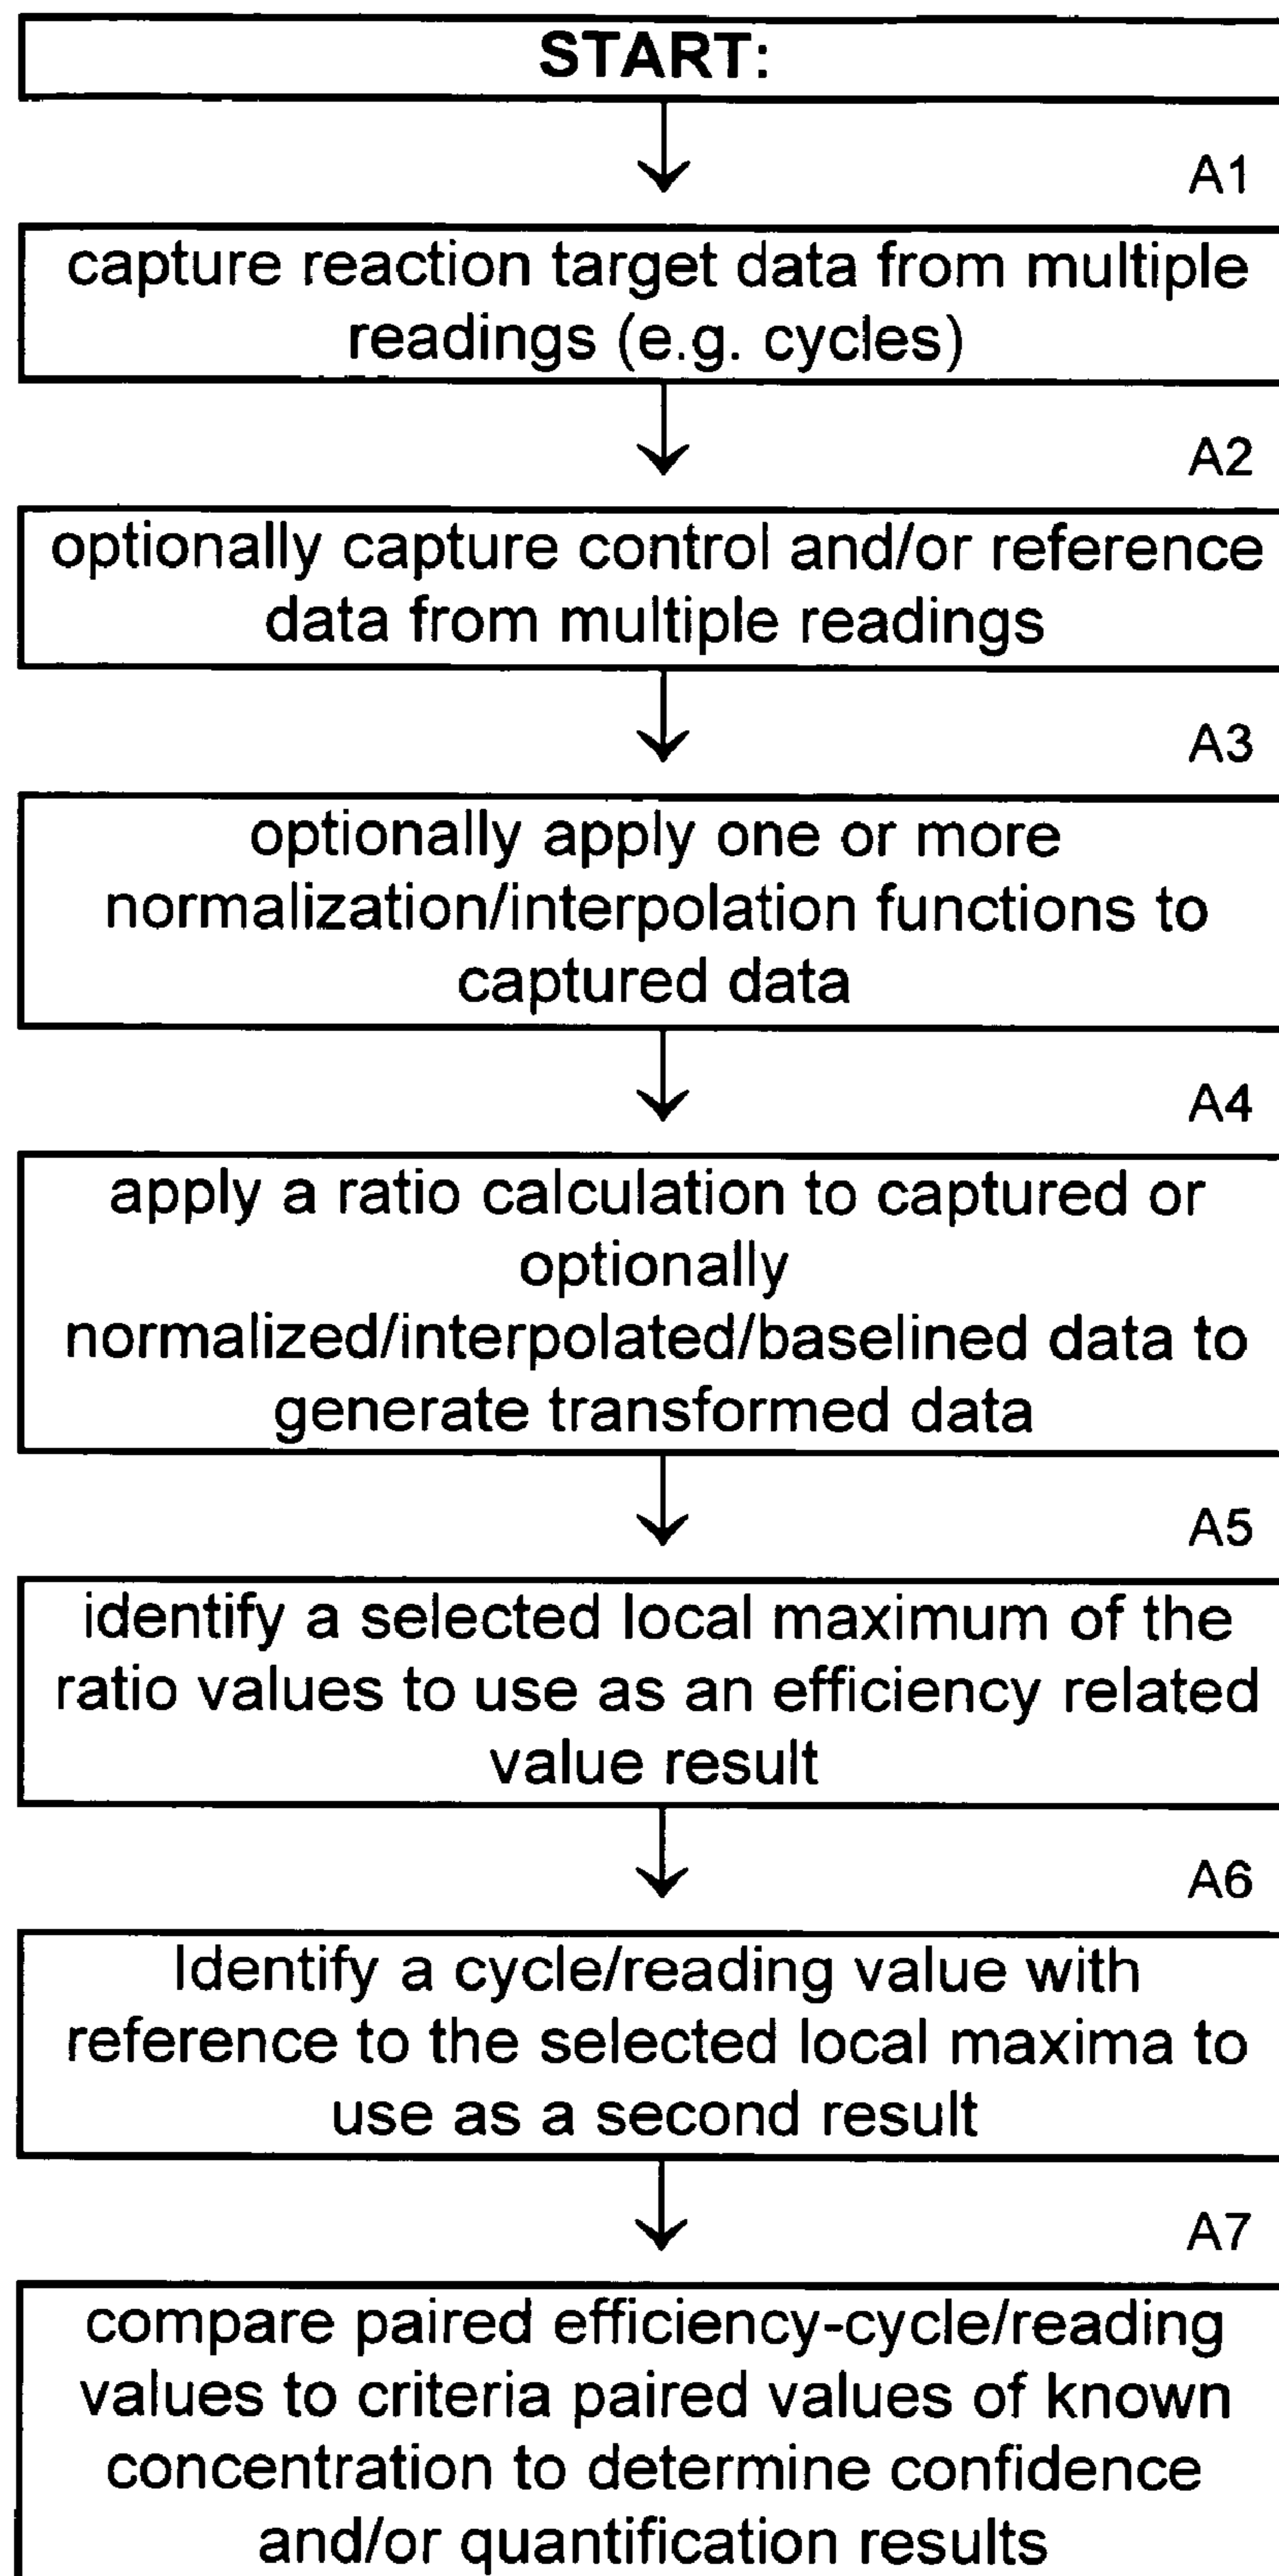 START:
A1
capture reaction target data from multiple
readings (e.g. cycles)
A2
optionally capture control and/or reference
data from multiple readings
A3
optionally apply one or more
normalization/interpolation functions to
captured data
A4
apply a ratio calculation to captured or
optionally
normalized/interpolated/baselined data to
generate transformed data
A5
identify a selected local maximum of the
ratio values to use as an efficiency related
value result
A6
Identify a cycle/reading value with
reference to the selected local maxima to
use as a second result
A7
compare paired efficiency-cycle/reading
values to criteria paired values of known
concentration to determine confidence
and/or quantification results